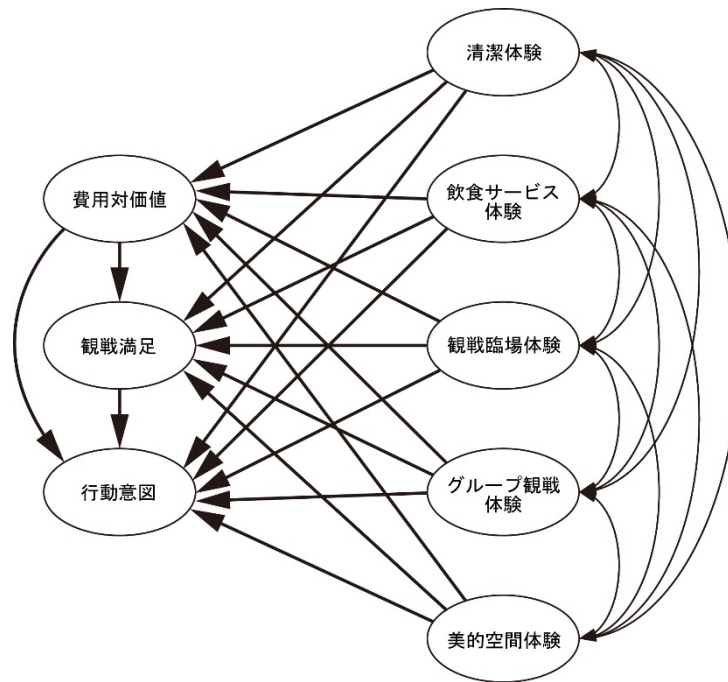 清潔体験
費用対価値
飲食サービス
体験
観戦満足
観戦臨場体験
行動意図
グループ観戦
体験
美的空間体験